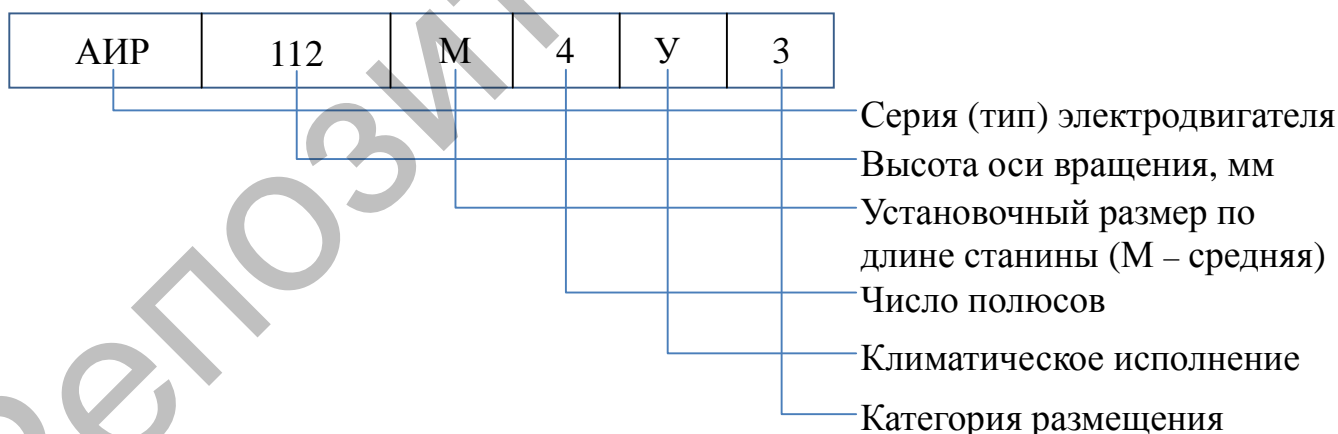 АИР 112 М 4 У 3
Серия (тип) электродвигателя
Высота оси вращения, мм
Установочный размер по
длине станины (М – средняя)
Число полюсов
Климатическое исполнение
Категория размещения
Репозит